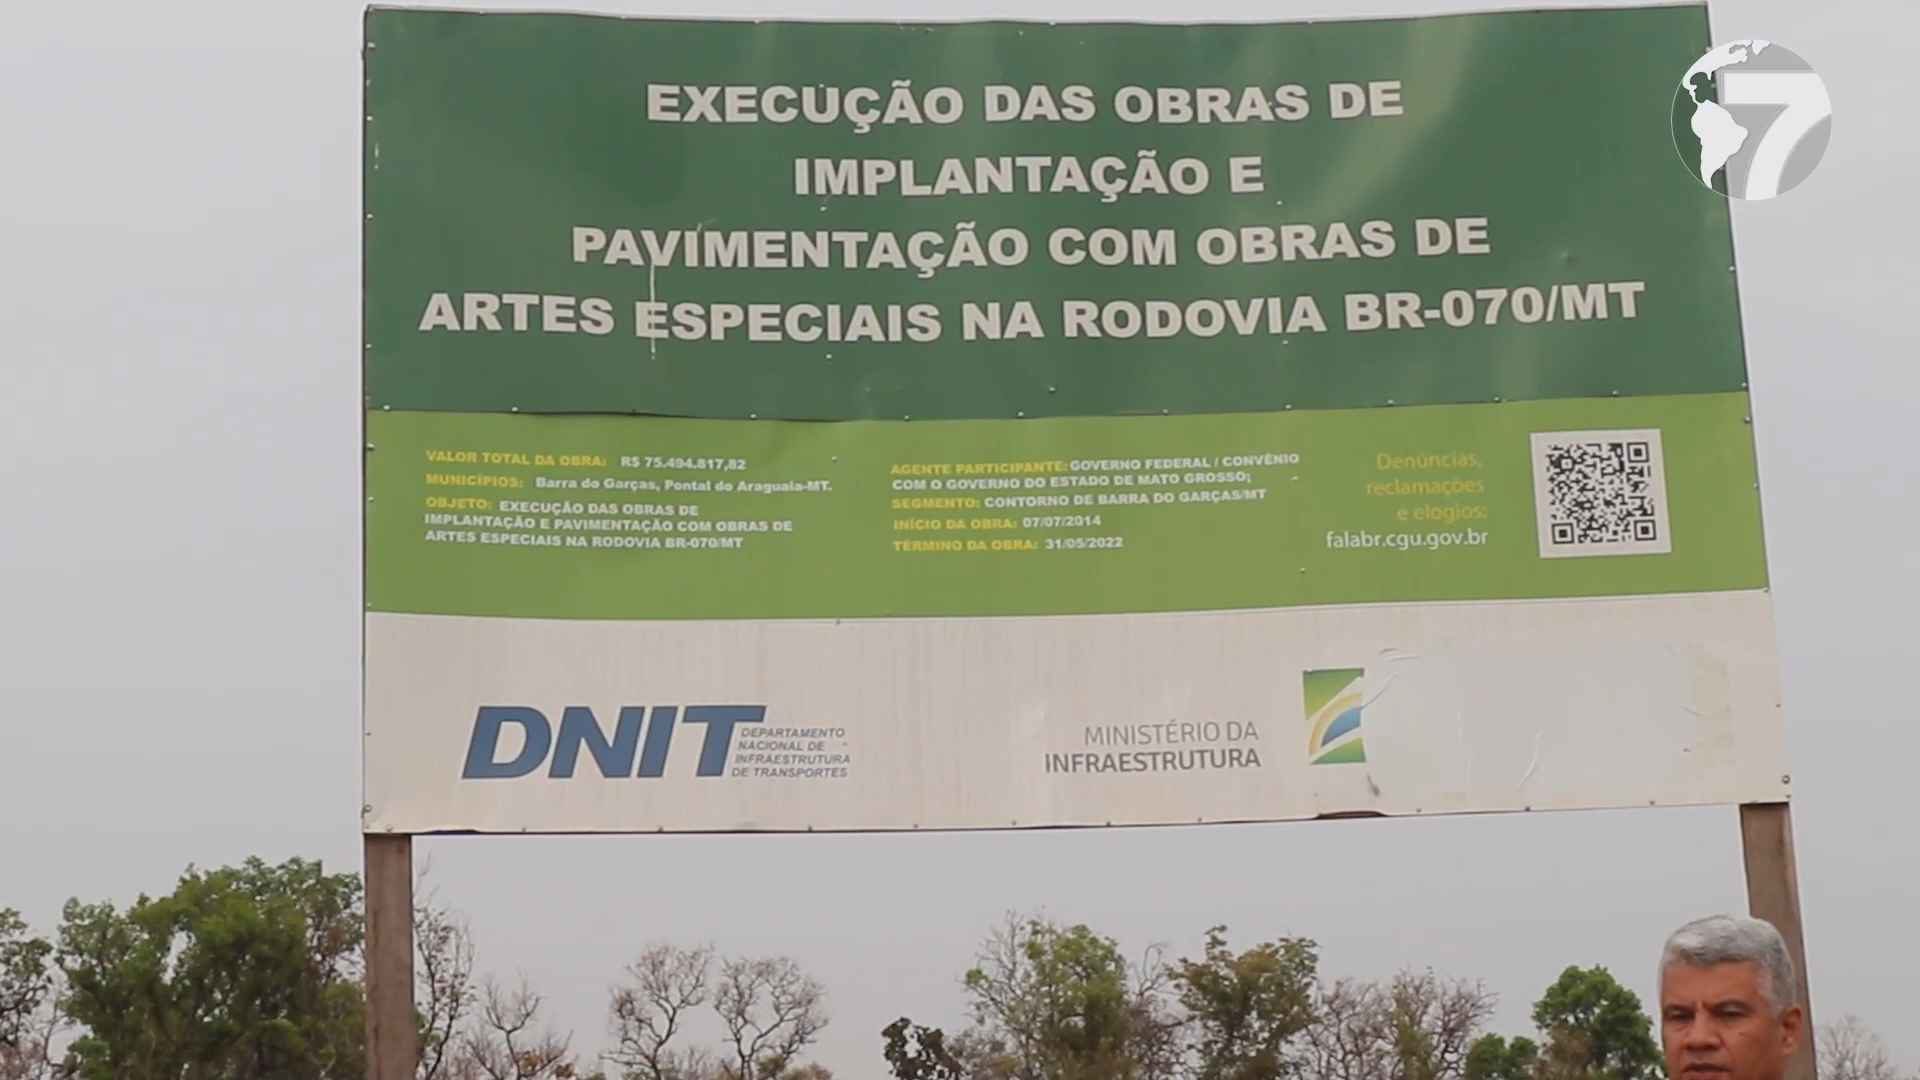 7
EXECUÇÃO DAS OBRAS DE
IMPLANTAÇÃO E
PAVIMENTAÇÃO COM OBRAS DE
ARTES ESPECIAIS NA RODOVIA BR-070/MT
VALOR TOTAL DA OBRA: R$ 75.494.817,82
MUNICÍPIOS: Barra do Garças, Pontal do Araguaia-MT.
OBJETO: EXECUÇÃO DAS OBRAS DE
IMPLANTAÇÃO E PAVIMENTAÇÃO COM OBRAS DE
ARTES ESPECIAIS NA RODOVIA BR-070/MT
AGENTE PARTICIPANTE: GOVERNO FEDERAL / CONVÊNIO
COM O GOVERNO DO ESTADO DE MATO GROSSO;
SEGMENTO: CONTORNO DE BARRA DO GARÇAS/MT
INÍCIO DA OBRA: 07/07/2014
TÉRMINO DA OBRA: 31/05/2022
Denúncias,
reclamações
e elogios:
falabr.cgu.gov.br
DNIT
DEPARTAMENTO
NACIONAL DE
INFRAESTRUTURA
DE TRANSPORTES
MINISTÉRIO DA
INFRAESTRUTURA